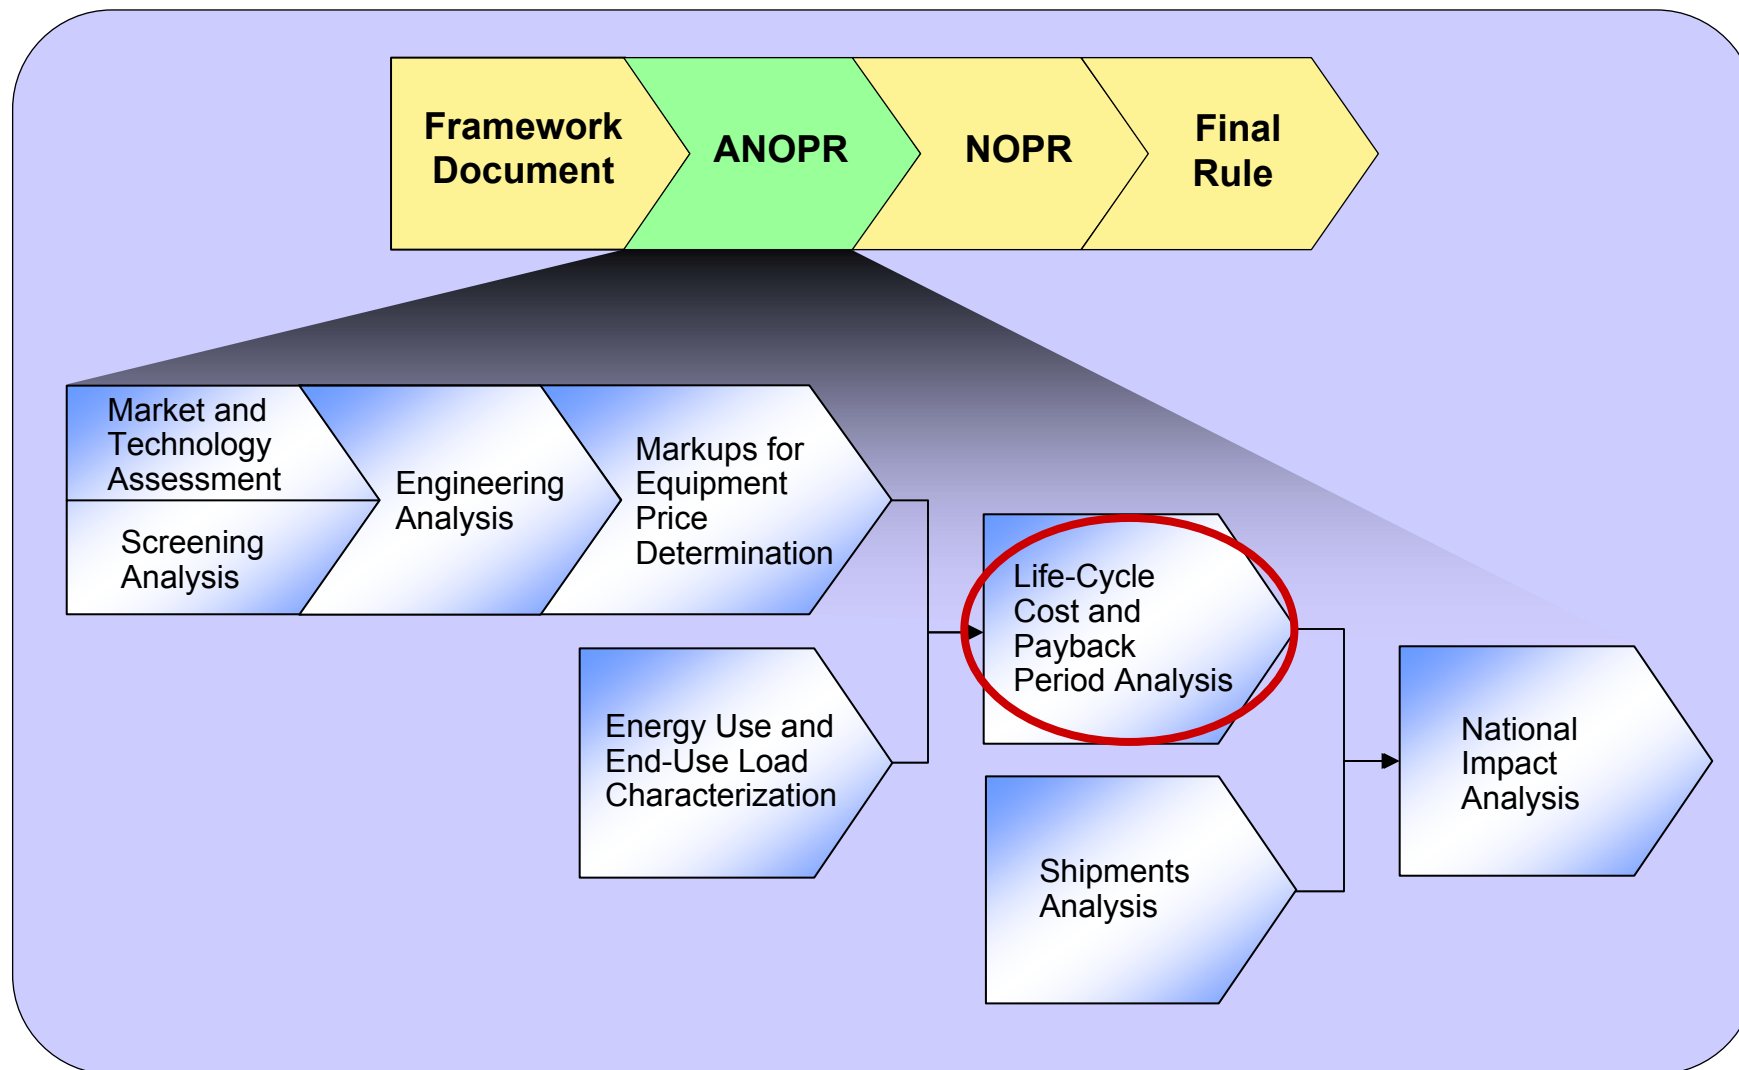 Framework
Document
ANOPR
NOPR
Final
Rule
Market and
Technology
Assessment
Screening
Analysis
Engineering
Analysis
Markups for
Equipment
Price
Determination
Energy Use and
End-Use Load
Characterization
Life-Cycle
Cost and
Payback
Period Analysis
Shipments
Analysis
National
Impact
Analysis